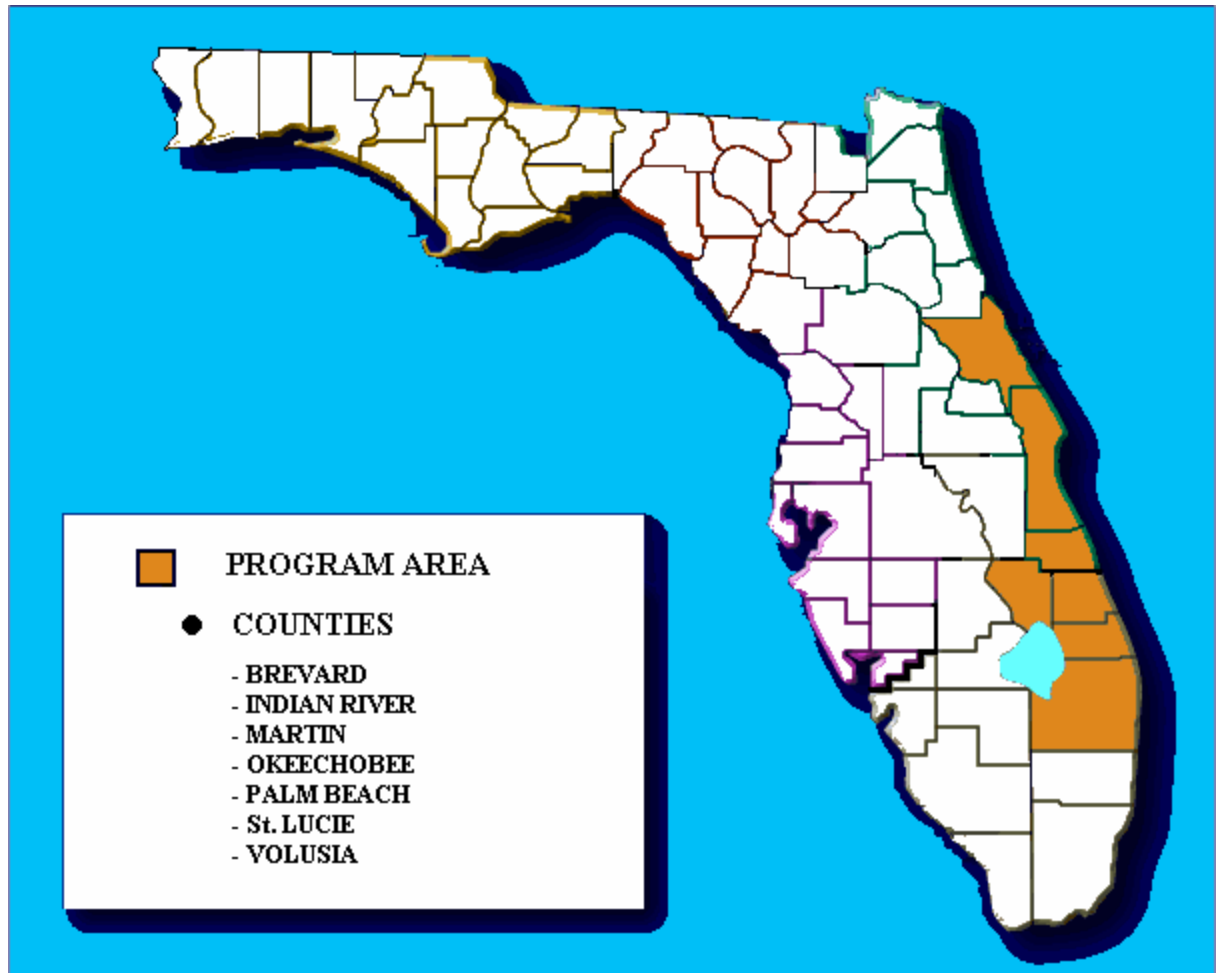 PROGRAM AREA
COUNTIES
- BREVARD
- INDIAN RIVER
- MARTIN
- OKEECHOBEE
- PALM BEACH
- St. LUCIE
- VOLUSIA